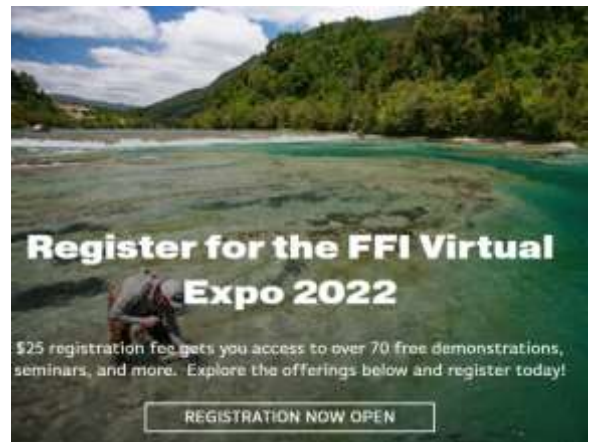 Register for the FFI Virtual
Expo 2022
$25 registration fee gets you access to over 70 free demonstrations,
seminars, and more. Explore the offerings below and register today!
REGISTRATION NOW OPEN